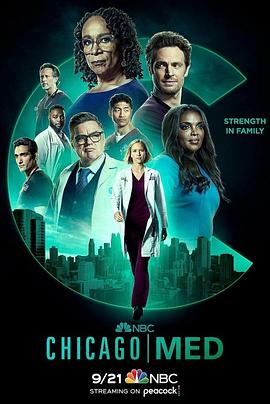 STRENGTH
IN FAMILY
NBC
CHICAGO | MED
9/21 NBC
STREAMING ON peacock